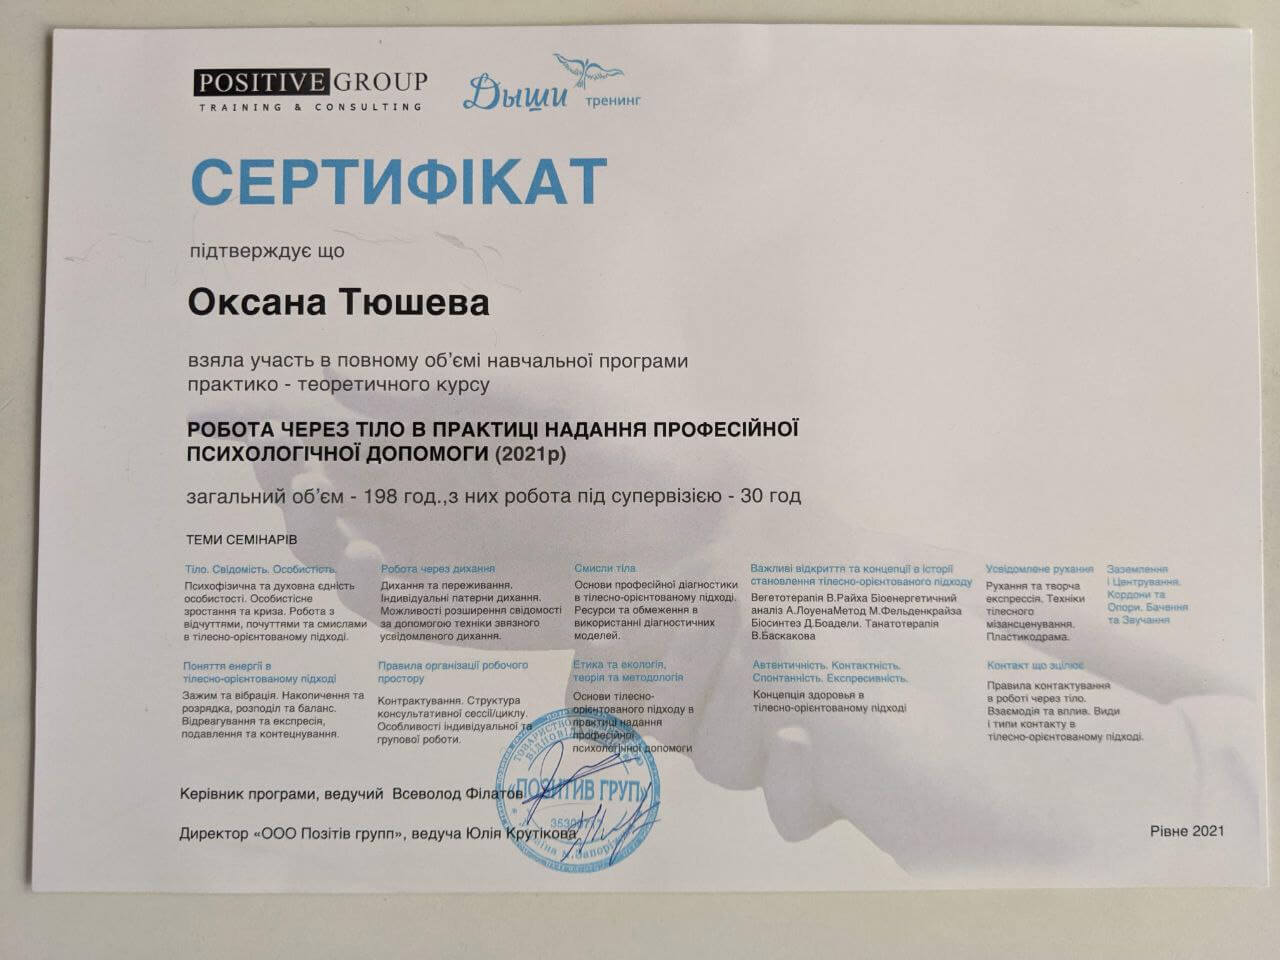 POSITIVE GROUP
TRAINING & CONSULTING
Дыши тренинг
СЕРТИФІКАТ
підтверджує що
Оксана Тюшева
взяла участь в повному об’ємі навчальної програми
практико - теоретичного курсу
РОБОТА ЧЕРЕЗ ТІЛО В ПРАКТИЦІ НАДАННЯ ПРОФЕСІЙНОЇ
ПСИХОЛОГІЧНОЇ ДОПОМОГИ (2021р)
загальний об’єм - 198 год.,з них робота під супервізією - 30 год
ТЕМИ СЕМІНАРІВ
Тіло. Свідомість. Особистість.
Психофізична та духовна єдність
особистості. Особистісне
зростання та криза. Робота з
відчуттями, почуттями та смислами
в тілесно-орієнтованому підході.
Робота через дихання
Дихання та переживання.
Індивідуальні патерни дихання.
Можливості розширення свідомості
за допомогою техніки звязного
усвідомленого дихання.
Смисли тіла
Основи професійної діагностики
в тілесно-орієнтованому підході.
Ресурси та обмеження в
використанні діагностичних
моделей.
Важливі відкриття та концепції в історії
становлення тілесно-орієнтованого підходу
Вегетотерапія В.Райха Біоенергетичний
аналіз А.ЛоуенаМетод М.Фельденкрайза
Біосинтез Д.Боадели. Танатотерапія
В.Баскакова
Усвідомлене рухання
Рухання та творча
експрессія. Техніки
тілесного
мізансценування.
Пластикодрама.
Заземлення
і Центрування.
Кордони та
Опори. Бачення
та Звучання
Поняття енергії в
тілесно-орієнтованому підході
Зажим та вібрація. Накопичення та
розрядка, розподіл та баланс.
Відреагування та експресія,
подавлення та контецнування.
Правила організації робочого
простору
Контрактування. Структура
консультативної сессії/циклу.
Особливості індивідуальної та
групової роботи.
Етика та екологія,
теорія та методологія
Основи тілесно-
орієнтованого підходу в
практиці надання
професійної
психологічної допомоги
Автентичність. Контактність.
Спонтанність. Експресивність.
Концепція здоровья в
тілесно-орієнтованому підході
Контакт що зцілює
Правила контактування
в роботі через тіло.
Взаємодія та вплив. Види
і типи контакту в
тілесно-орієнтованому підході.
Керівник програми, ведучий Всеволод Філатов
Директор «ООО Позітів групп», ведуча Юлія Крутікова
«ПОЗИТИВ ГРУП»
Рівне 2021